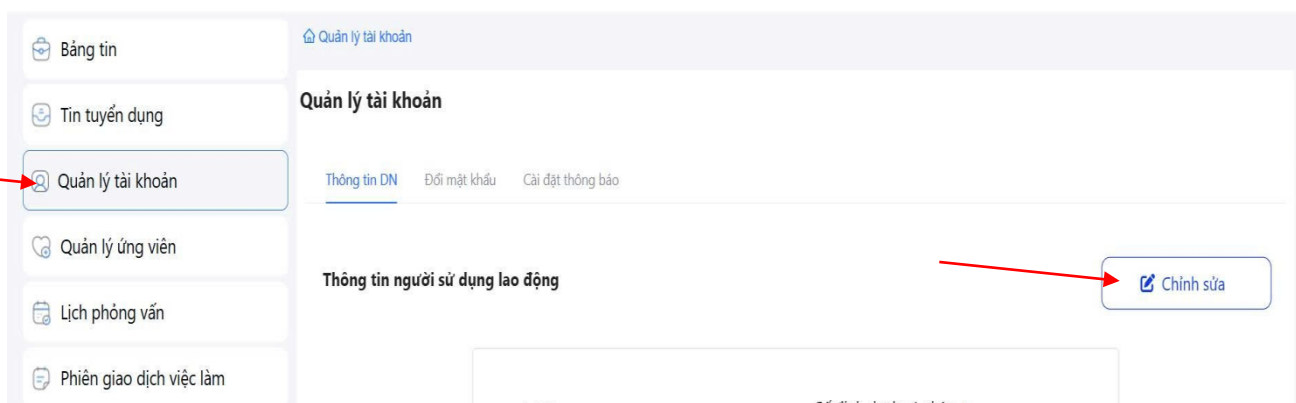 Bảng tin
Tin tuyển dụng
Quản lý tài khoản
Quản lý ứng viên
Lịch phỏng vấn
Phiên giao dịch việc làm
Quản lý tài khoản
Quản lý tài khoản
Thông tin DN Đổi mật khẩu Cài đặt thông báo
Thông tin người sử dụng lao động
Chỉnh sửa